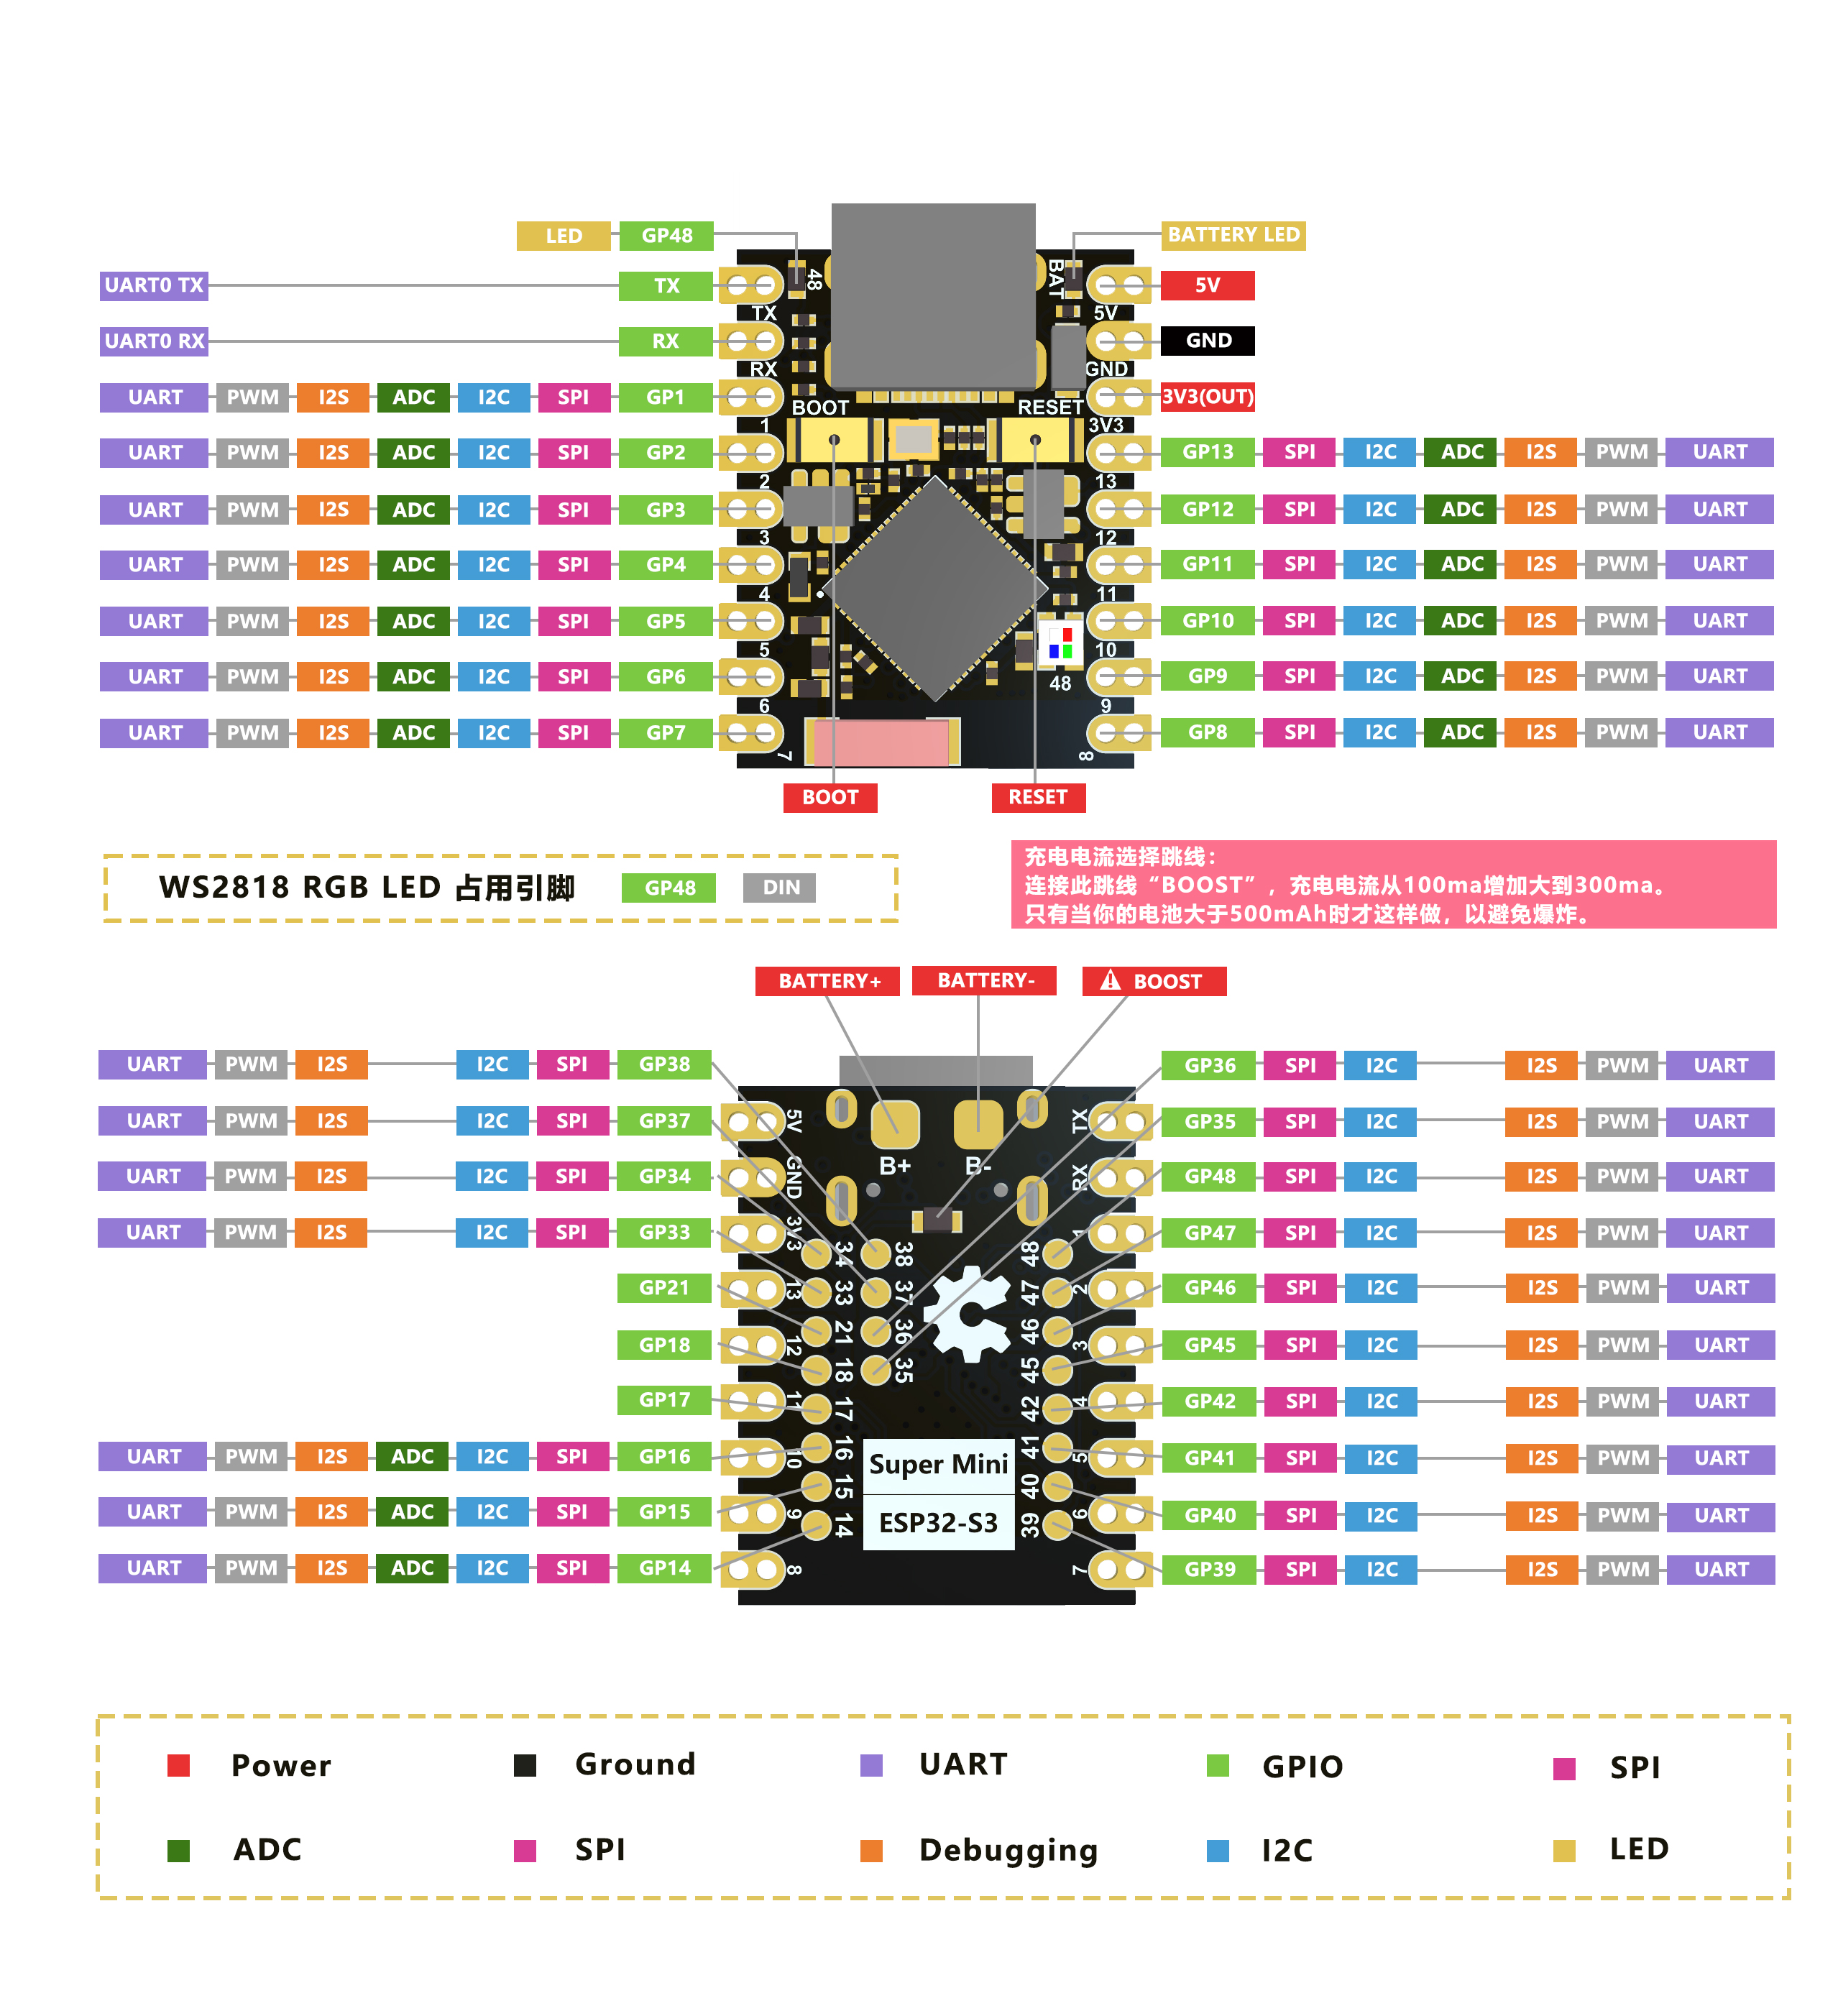 LED GP48 BATTERY LED
UART0 TX TX 48 BAT 5V
TX 5V
UART0 RX RX GND
RX GND
UART PWM I2S ADC I2C SPI GP1 3V3(OUT)
BOOT RESET
1 3V3
UART PWM I2S ADC I2C SPI GP2 GP13 SPI I2C ADC I2S PWM UART
2 13
UART PWM I2S ADC I2C SPI GP3 GP12 SPI I2C ADC I2S PWM UART
3 12
UART PWM I2S ADC I2C SPI GP4 GP11 SPI I2C ADC I2S PWM UART
4 11
UART PWM I2S ADC I2C SPI GP5 GP10 SPI I2C ADC I2S PWM UART
5 10
UART PWM I2S ADC I2C SPI GP6 48 GP9 SPI I2C ADC I2S PWM UART
6 9
UART PWM I2S ADC I2C SPI GP7 GP8 SPI I2C ADC I2S PWM UART
7 8
BOOT RESET
WS2818 RGB LED 占用引脚 GP48 DIN
充电电流选择跳线：
连接此跳线“BOOST”，充电电流从100ma增加大到300ma。
只有当你的电池大于500mAh时才这样做，以避免爆炸。
BATTERY+ BATTERY- BOOST
UART PWM I2S I2C SPI GP38 GP36 SPI I2C I2S PWM UART
UART PWM I2S I2C SPI GP37 5V TX GP35 SPI I2C I2S PWM UART
B+ B-
UART PWM I2S I2C SPI GP34 GND RX GP48 SPI I2C I2S PWM UART
UART PWM I2S I2C SPI GP33 3V3 1 GP47 SPI I2C I2S PWM UART
34 38 48
GP21 13 33 37 47 2 GP46 SPI I2C I2S PWM UART
21 36 46
GP18 12 3 GP45 SPI I2C I2S PWM UART
18 35 45
GP17 11 17 42 4 GP42 SPI I2C I2S PWM UART
UART PWM I2S ADC I2C SPI GP16 10 16 41 5 GP41 SPI I2C I2S PWM UART
Super Mini
15 40
UART PWM I2S ADC I2C SPI GP15 9 6 GP40 SPI I2C I2S PWM UART
14 ESP32-S3 39
UART PWM I2S ADC I2C SPI GP14 8 7 GP39 SPI I2C I2S PWM UART
Power Ground UART GPIO SPI
ADC SPI Debugging I2C LED